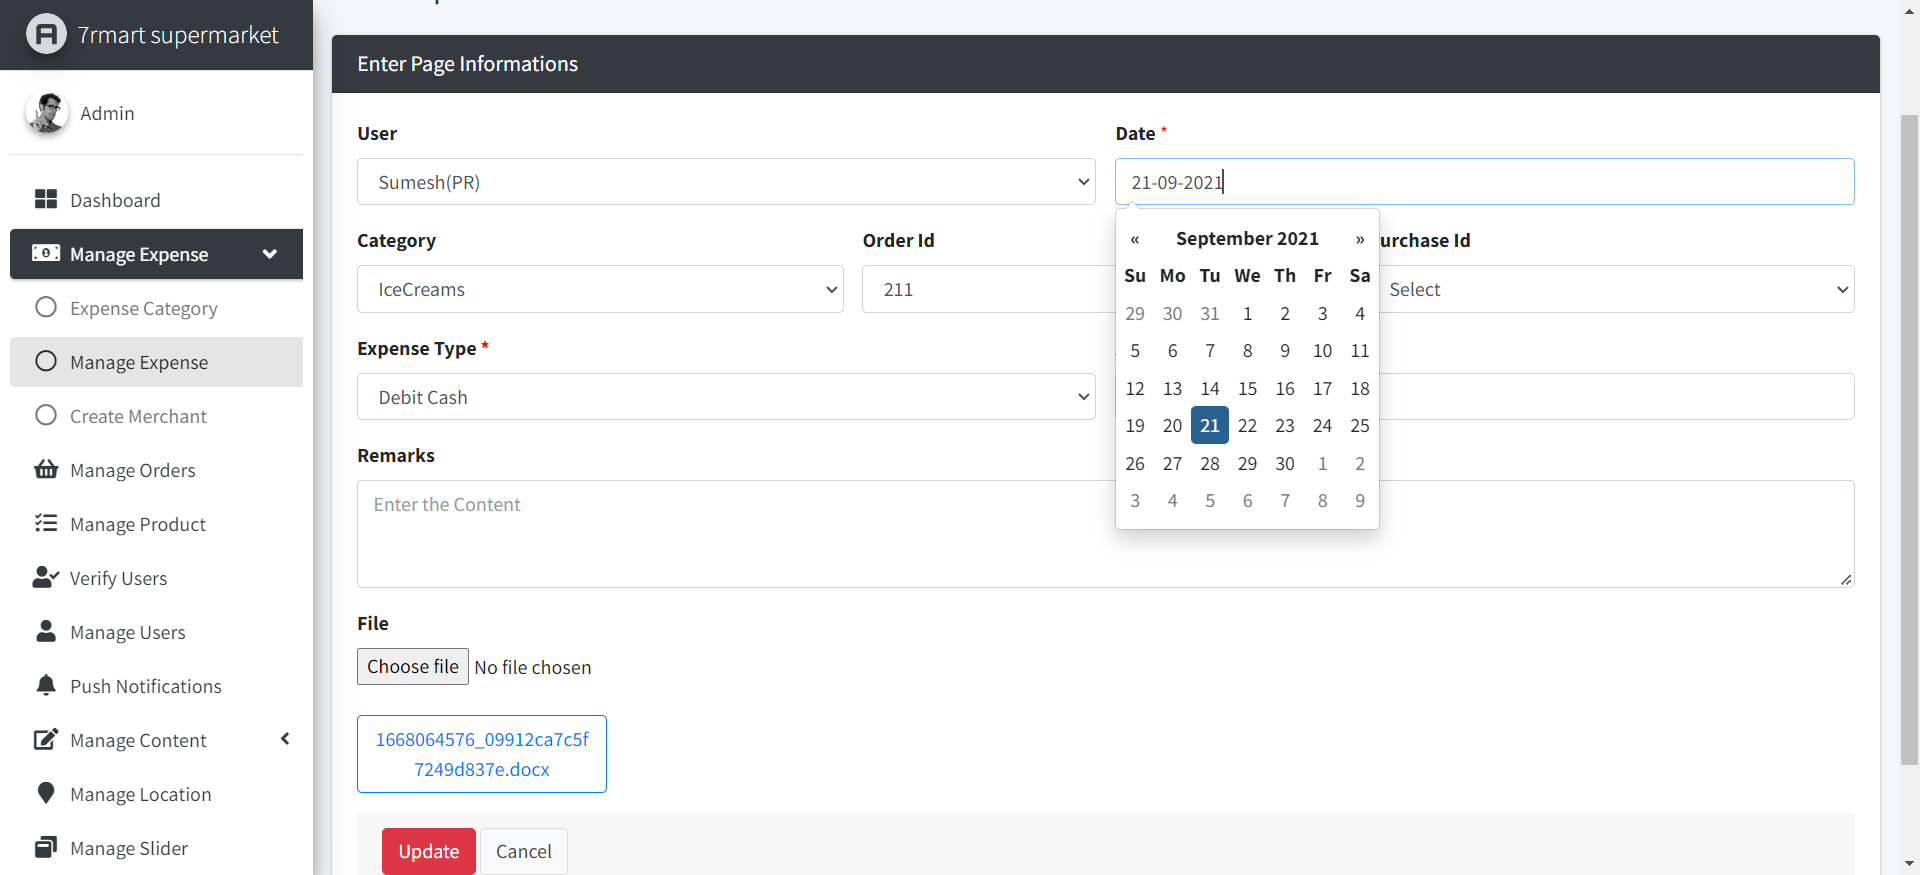 7rmart supermarket
Admin
Dashboard
Manage Expense
Expense Category
Manage Expense
Create Merchant
Manage Orders
Manage Product
Verify Users
Manage Users
Push Notifications
Manage Content
Manage Location
Manage Slider
Enter Page Informations
User
Sumesh(PR)
Date *
21-09-2021
« September 2021 »
Su Mo Tu We Th Fr Sa
29 30 31 1 2 3 4
5 6 7 8 9 10 11
12 13 14 15 16 17 18
19 20 21 22 23 24 25
26 27 28 29 30 1 2
3 4 5 6 7 8 9
Category
IceCreams
Order Id
211
urchase Id
Select
Expense Type *
Debit Cash
Remarks
Enter the Content
File
Choose file No file chosen
1668064576_09912ca7c5f
7249d837e.docx
Update
Cancel